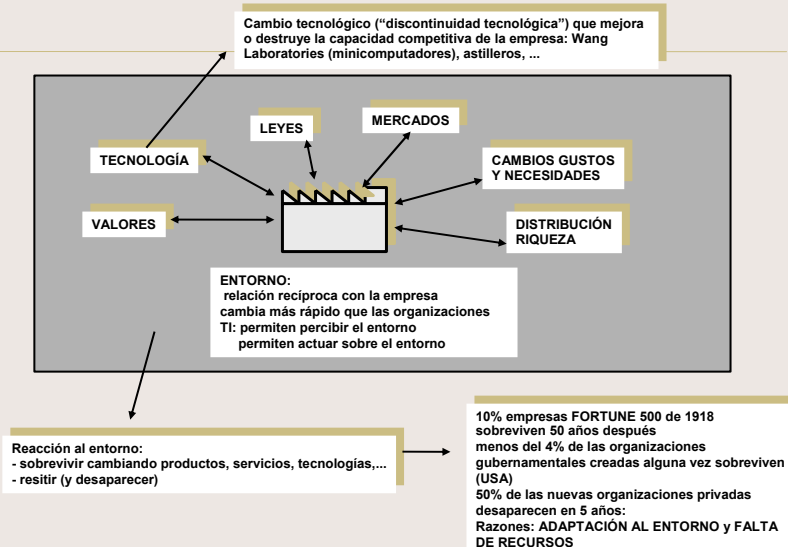 Cambio tecnológico (“discontinuidad tecnológica”) que mejora
o destruye la capacidad competitiva de la empresa: Wang
Laboratories (minicomputadores), astilleros, ...
LEYES
MERCADOS
TECNOLOGÍA
CAMBIOS GUSTOS
Y NECESIDADES
VALORES
DISTRIBUCIÓN
RIQUEZA
ENTORNO:
relación recíproca con la empresa
cambia más rápido que las organizaciones
TI: permiten percibir el entorno
permiten actuar sobre el entorno
Reacción al entorno:
- sobrevivir cambiando productos, servicios, tecnologías,...
- resitir (y desaparecer)
10% empresas FORTUNE 500 de 1918
sobreviven 50 años después
menos del 4% de las organizaciones
gubernamentales creadas alguna vez sobreviven
(USA)
50% de las nuevas organizaciones privadas
desaparecen en 5 años:
Razones: ADAPTACIÓN AL ENTORNO y FALTA
DE RECURSOS